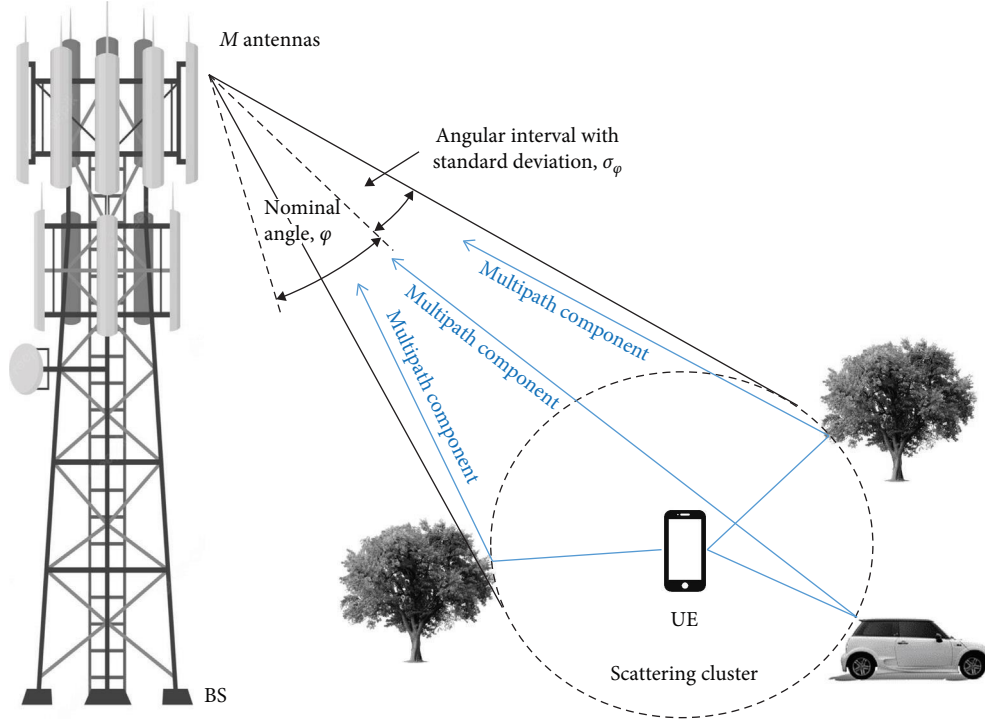 M antennas
Angular interval with
standard deviation, σφ
Nominal
angle, φ
Multipath component
Multipath component
Multipath component
UE
Scattering cluster
BS